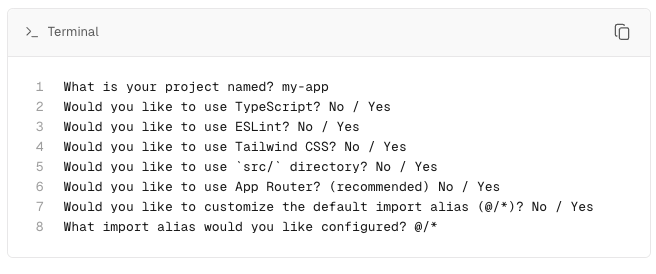 Terminal
1 What is your project named? my-app
2 Would you like to use TypeScript? No / Yes
3 Would you like to use ESLint? No / Yes
4 Would you like to use Tailwind CSS? No / Yes
5 Would you like to use `src/` directory? No / Yes
6 Would you like to use App Router? (recommended) No / Yes
7 Would you like to customize the default import alias (@/*)? No / Yes
8 What import alias would you like configured? @/*